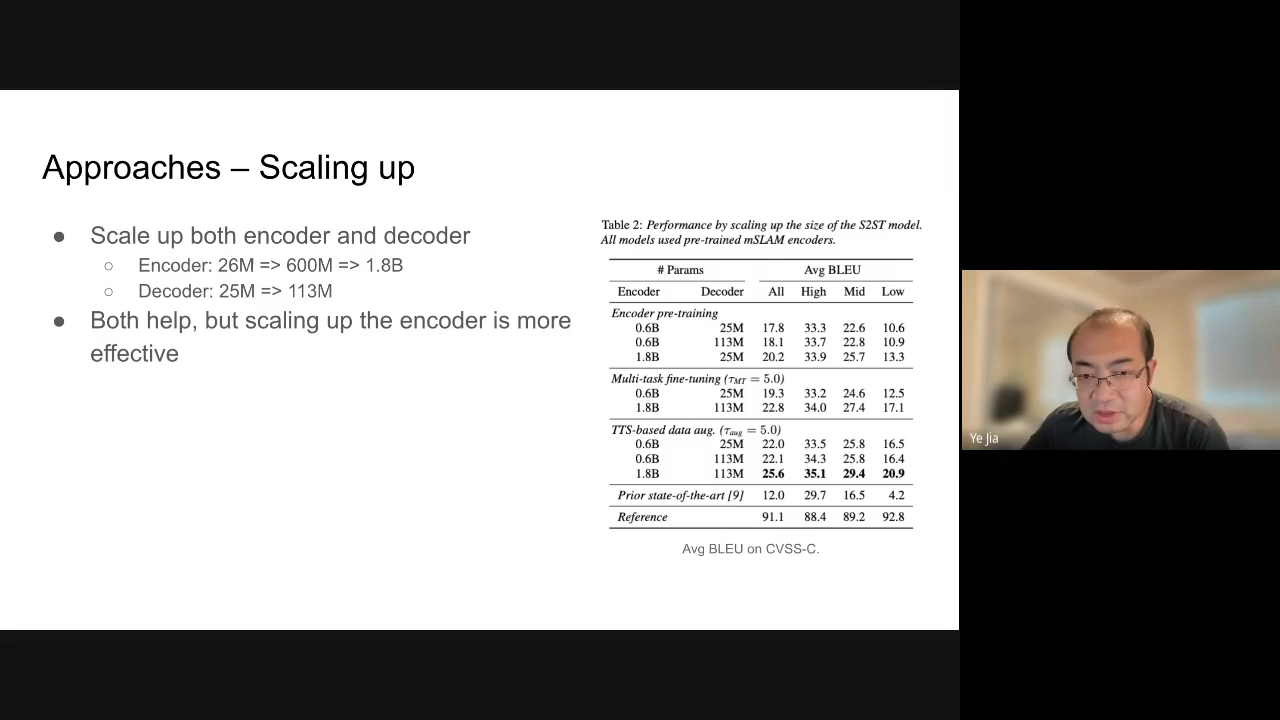 Approaches – Scaling up
● Scale up both encoder and decoder
○ Encoder: 26M => 600M => 1.8B
○ Decoder: 25M => 113M
● Both help, but scaling up the encoder is more
effective
Table 2: Performance by scaling up the size of the S2ST model.
All models used pre-trained mSLAM encoders.
# Params Avg BLEU
Encoder Decoder All High Mid Low
Encoder pre-training
0.6B 25M 17.8 33.3 22.6 10.6
0.6B 113M 18.1 33.7 22.8 10.9
1.8B 25M 20.2 33.9 25.7 13.3
Multi-task fine-tuning (τMT = 5.0)
0.6B 25M 19.3 33.2 24.6 12.5
1.8B 113M 22.8 34.0 27.4 17.1
TTS-based data aug. (τaug = 5.0)
0.6B 25M 22.0 33.5 25.8 16.5
0.6B 113M 22.1 34.3 25.8 16.4
1.8B 113M 25.6 35.1 29.4 20.9
Prior state-of-the-art [9] 12.0 29.7 16.5 4.2
Reference 91.1 88.4 89.2 92.8
Avg BLEU on CVSS-C.
Ye Jia